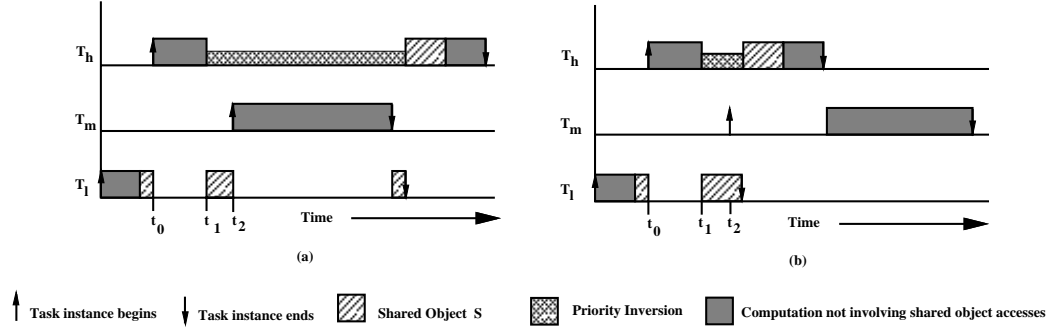 T_h
T_m
T_l
t_0 t_1 t_2 Time
(a)
T_h
T_m
T_l
t_0 t_1 t_2 Time
(b)
Task instance begins Task instance ends Shared Object S Priority Inversion Computation not involving shared object accesses